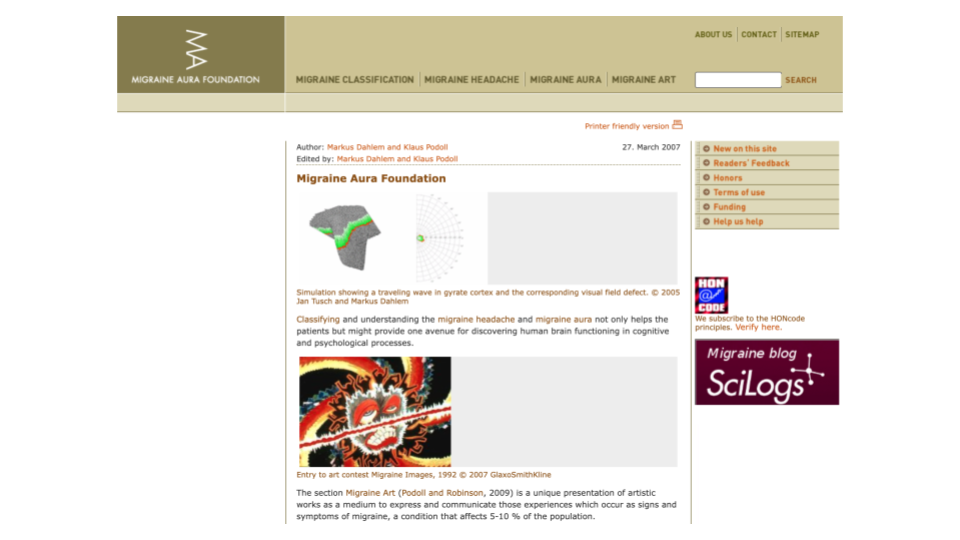 ABOUT US | CONTACT | SITEMAP
MIGRAINE AURA FOUNDATION
MIGRAINE CLASSIFICATION | MIGRAINE HEADACHE | MIGRAINE AURA | MIGRAINE ART
SEARCH
Printer friendly version
Author: Markus Dahlem and Klaus Podoll
27. March 2007
Edited by: Markus Dahlem and Klaus Podoll
Migraine Aura Foundation
Simulation showing a traveling wave in gyrate cortex and the corresponding visual field defect. © 2005
Jan Tusch and Markus Dahlem
Classifying and understanding the migraine headache and migraine aura not only helps the
patients but might provide one avenue for discovering human brain functioning in cognitive
and psychological processes.
Entry to art contest Migraine Images, 1992 © 2007 GlaxoSmithKline
The section Migraine Art (Podoll and Robinson, 2009) is a unique presentation of artistic
works as a medium to express and communicate those experiences which occur as signs and
symptoms of migraine, a condition that affects 5-10 % of the population.
New on this site
Readers' Feedback
Honors
Terms of use
Funding
Help us help
HON
@
CODE
We subscribe to the HONcode
principles. Verify here.
Migraine blog
SciLogs